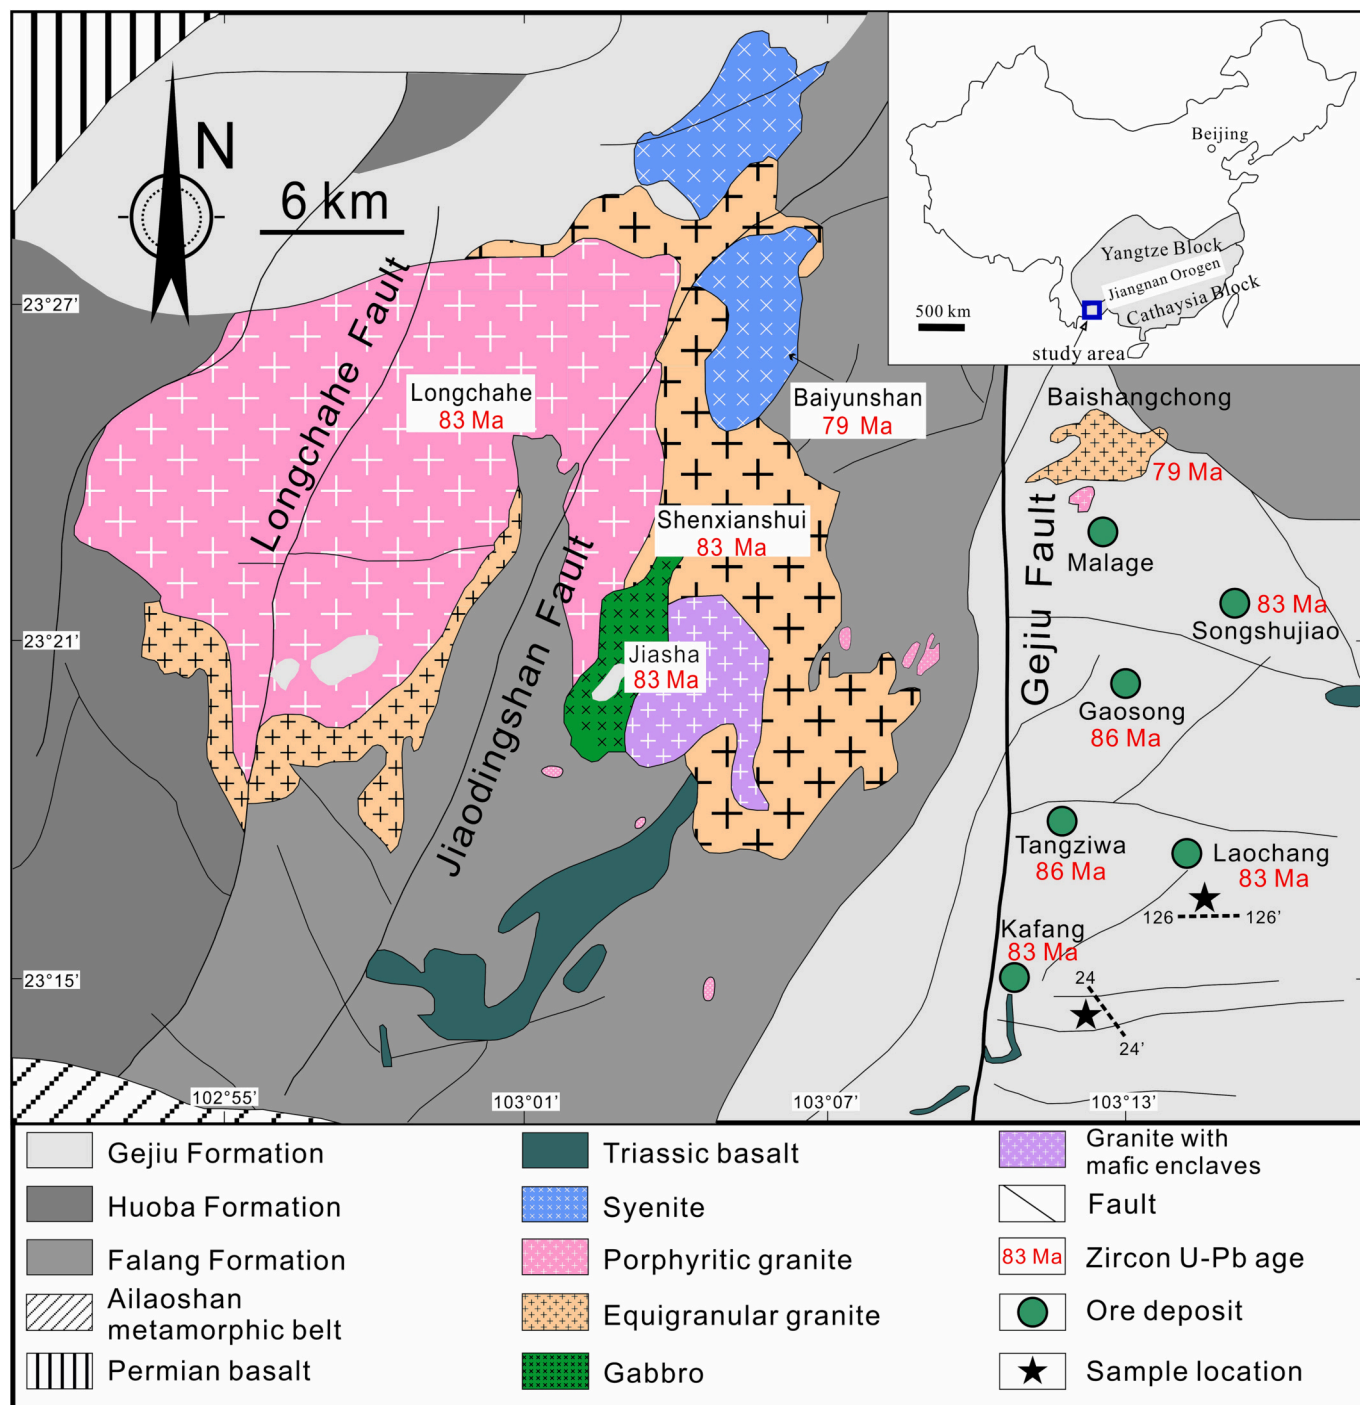 N
6 km
Beijing
Yangtze Block
Jiangnan Orogen
Cathaysia Block
500 km
study area
23°27'
23°21'
23°15'
102°55'
103°01'
103°07'
103°13'
Longchahe Fault
Jiaodingshan Fault
Gejiu Fault
Longchahe
83 Ma
Baiyunshan
79 Ma
Shenxianshui
83 Ma
Jiasha
83 Ma
Baishangchong
79 Ma
Malage
83 Ma
Songshujiao
Gaosong
86 Ma
Tangziwa
86 Ma
Laochang
83 Ma
126
126'
Kafang
83 Ma
24
24'
Gejiu Formation
Huoba Formation
Falang Formation
Ailaoshan
metamorphic belt
Permian basalt
Triassic basalt
Syenite
Porphyritic granite
Equigranular granite
Gabbro
Granite with
mafic enclaves
Fault
83 Ma
Zircon U-Pb age
Ore deposit
Sample location